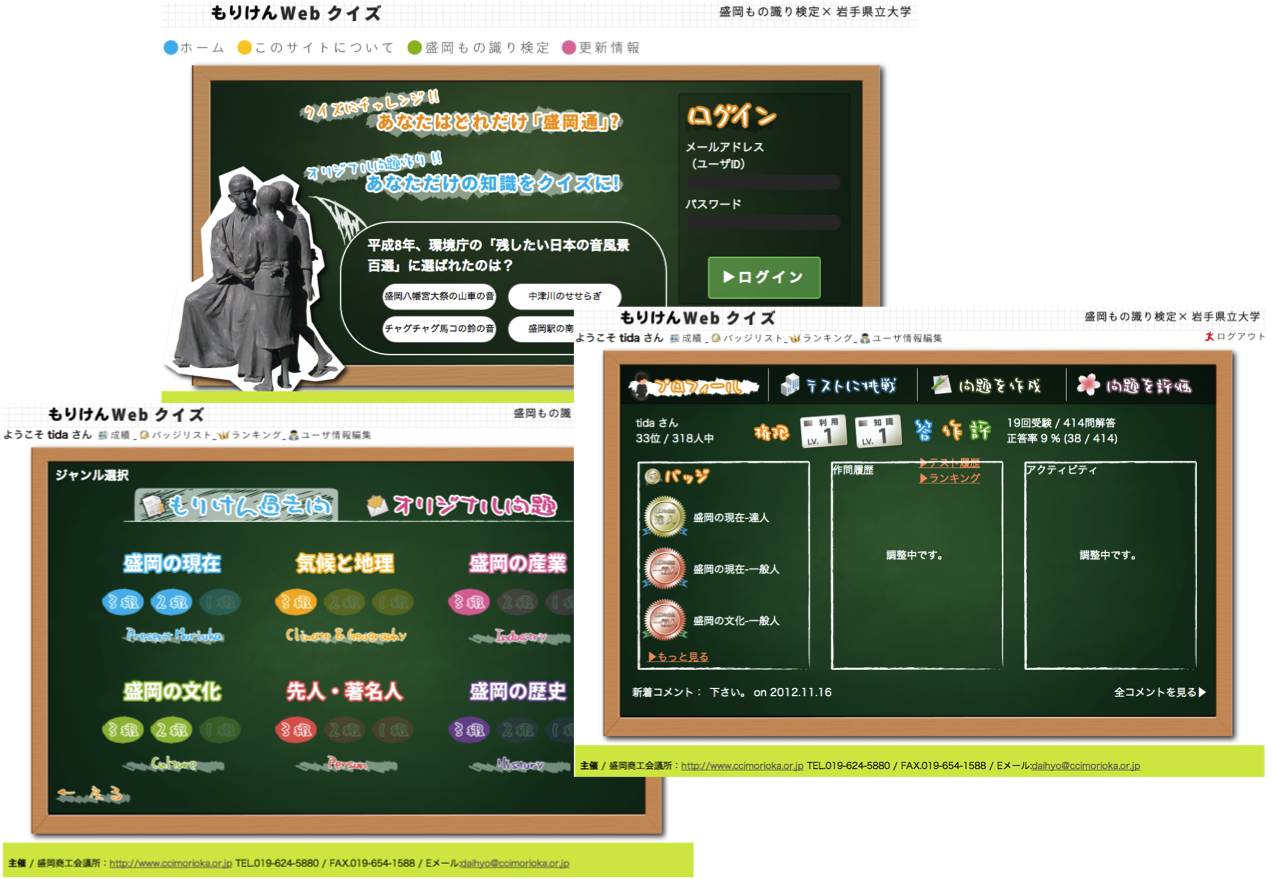 もりけんWeb クイズ
盛岡もの識り検定× 岩手県立大学
ホーム このサイトについて 盛岡もの識り検定 更新情報
クイズにチャレンジ!!
あなたはどれだけ「盛岡通」?
オリジナル問題作り!!
あなただけの知識をクイズに!
平成8年、環境庁の「残したい日本の音風景
百選」に選ばれたのは？
盛岡八幡宮大祭の山車の音 中津川のせせらぎ
チャグチャグ馬コの鈴の音 盛岡駅の南
ログイン
メールアドレス
（ユーザID）
パスワード
▶ログイン
もりけんWeb クイズ
盛岡もの識り検定× 岩手県立大学
ようこそ tida さん 成績 _ バッジリスト_ ランキング_ ユーザ情報編集
ログアウト
プロフィール テストに挑戦 問題を作成 問題を評価
tida さん
33位 / 318人中
権限 利用 LV. 1 知識 LV. 1 答 作 評
19回受験 / 414問解答
正答率 9 % (38 / 414)
▶テスト履歴
▶ランキング
バッジ
盛岡の現在-達人
盛岡の現在-一般人
盛岡の文化-一般人
▶もっと見る
作問履歴
調整中です。
アクティビティ
調整中です。
新着コメント： 下さい。 on 2012.11.16
全コメントを見る▶
主催 / 盛岡商工会議所：http://www.ccimorioka.or.jp TEL.019-624-5880 / FAX.019-654-1588 / Eメール:daihyo@ccimorioka.or.jp
もりけんWeb クイズ
盛岡もの識
ようこそ tida さん 成績 _ バッジリスト_ ランキング_ ユーザ情報編集
ジャンル選択
もりけん過去問 オリジナル問題
盛岡の現在 気候と地理 盛岡の産業
3級 2級 1級 3級 2級 1級 3級 2級
Present Morioka Climate & Geography Industry
盛岡の文化 先人・著名人 盛岡の歴史
3級 2級 1級 3級 2級 1級 3級 2級
Culture Person History
← 戻る
主催 / 盛岡商工会議所：http://www.ccimorioka.or.jp TEL.019-624-5880 / FAX.019-654-1588 / Eメール:daihyo@ccimorioka.or.jp